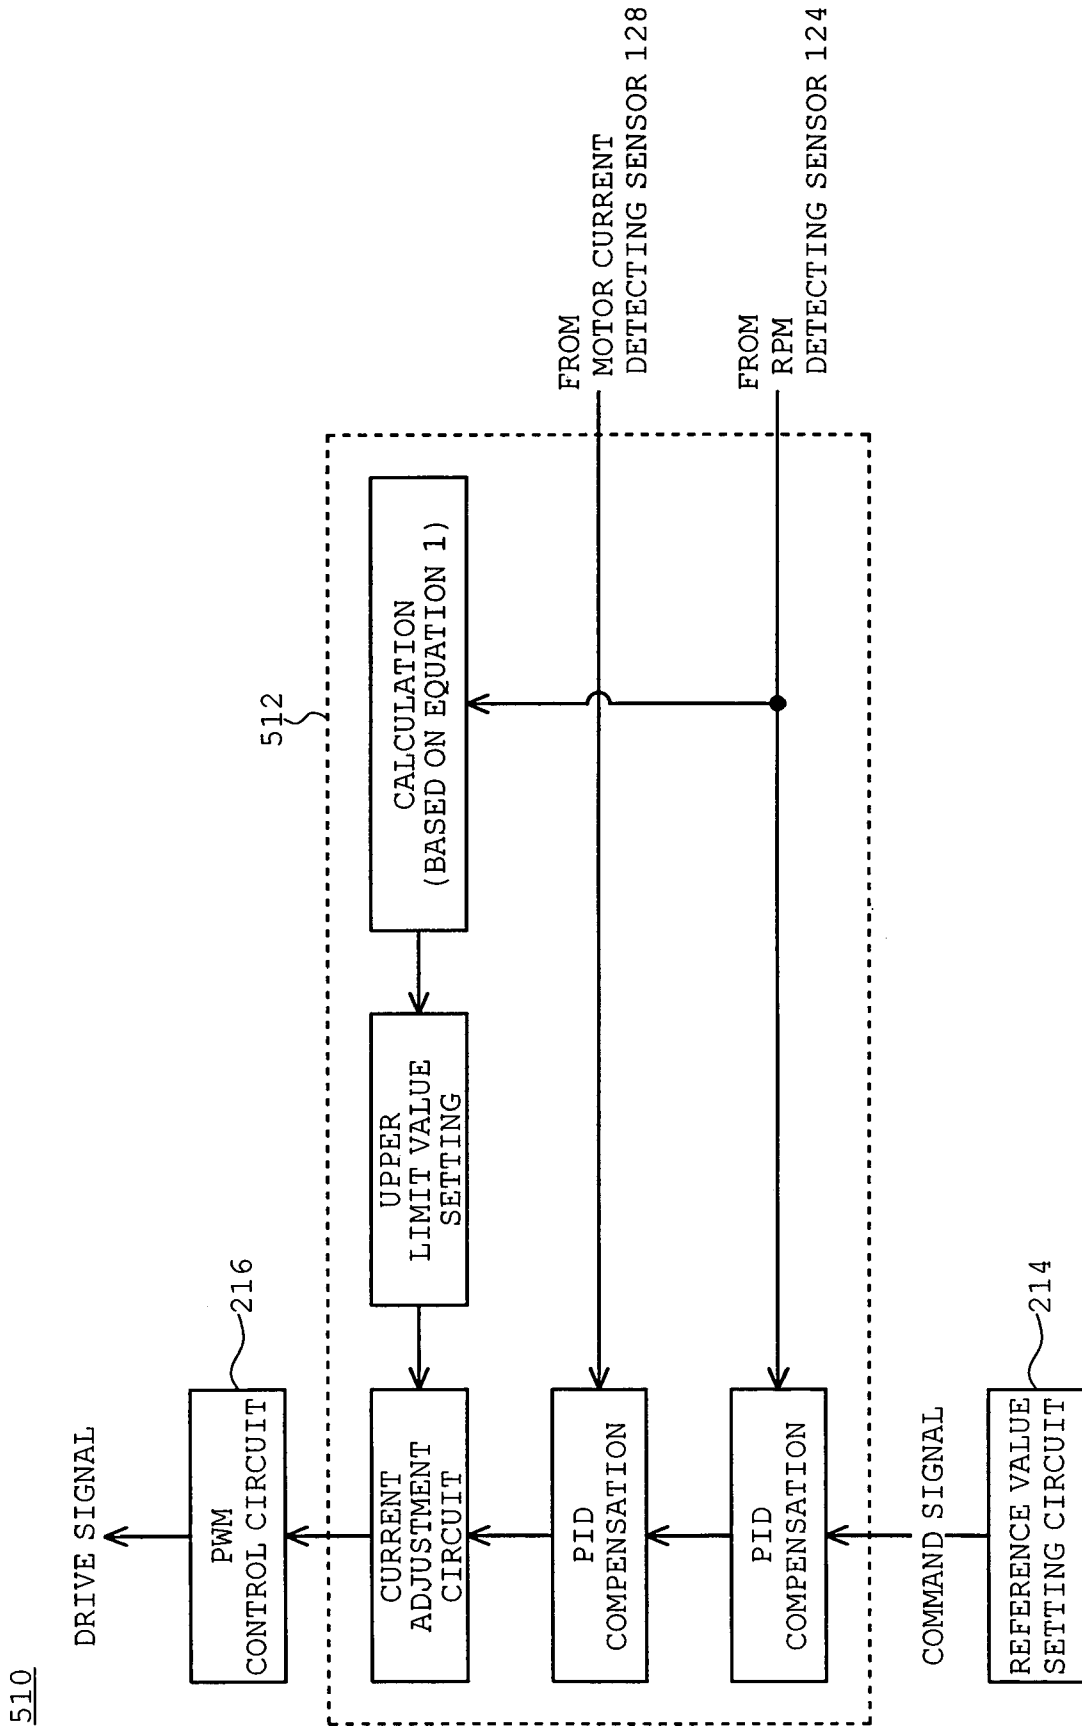 510
DRIVE SIGNAL
PWM
CONTROL CIRCUIT
216
512
CURRENT
ADJUSTMENT
CIRCUIT
UPPER
LIMIT VALUE
SETTING
CALCULATION
(BASED ON EQUATION 1)
PID
COMPENSATION
FROM
MOTOR CURRENT
DETECTING SENSOR 128
PID
COMPENSATION
FROM
RPM
DETECTING SENSOR 124
COMMAND SIGNAL
REFERENCE VALUE
SETTING CIRCUIT
214